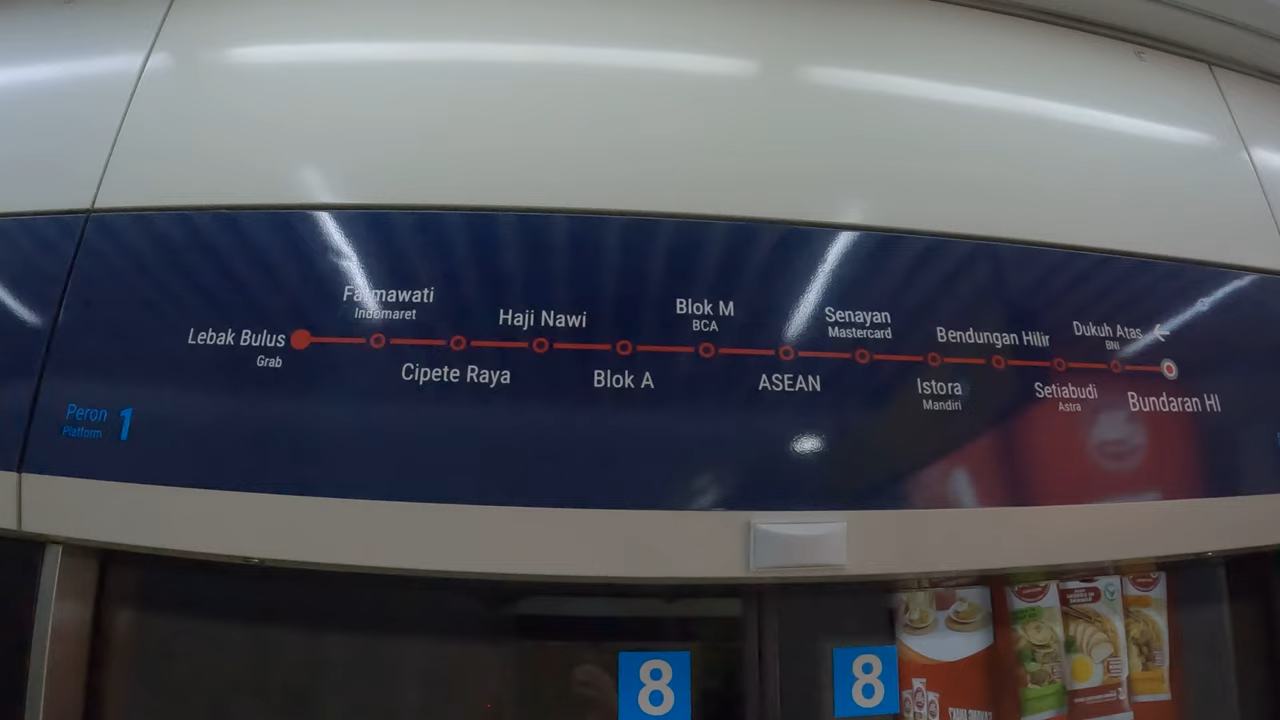 Lebak Bulus
Grab
Fatmawati
Indomaret
Cipete Raya
Haji Nawi
Blok A
Blok M
BCA
ASEAN
Senayan
Mastercard
Istora
Mandiri
Bendungan Hilir
Setiabudi
Astra
Dukuh Atas
BNI
←
Bundaran HI
Peron
Platform
1
8
8